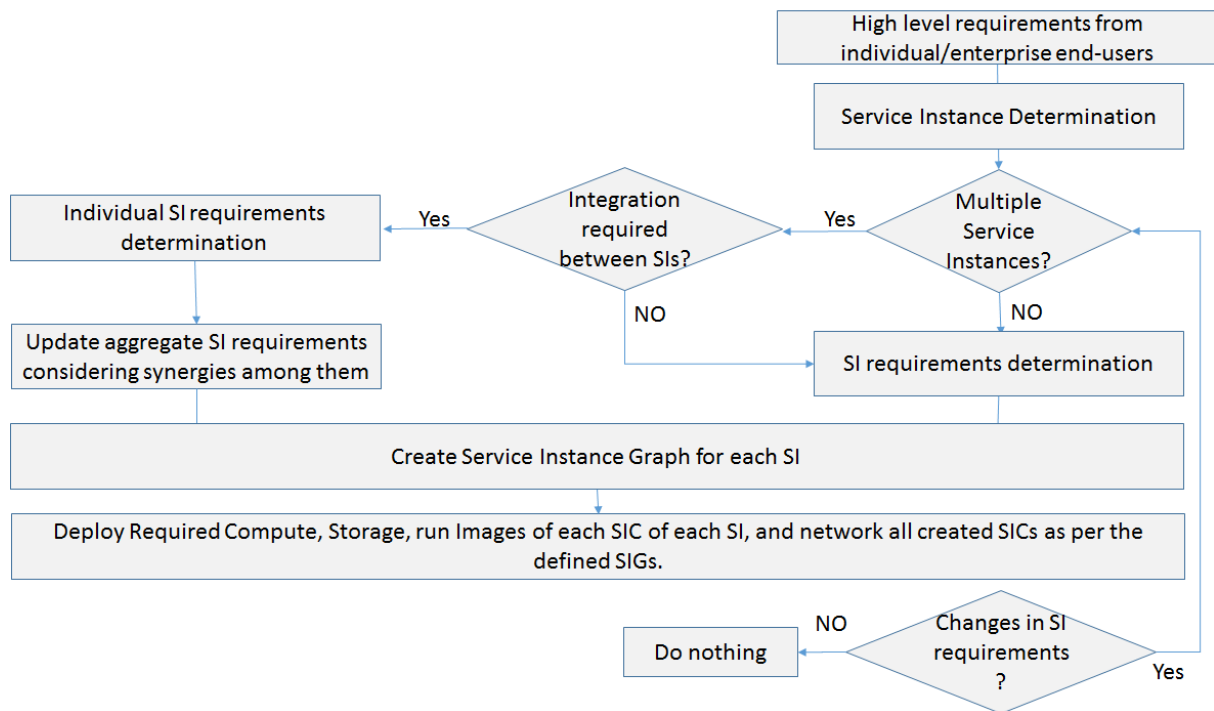 High level requirements from
individual/enterprise end-users
Service Instance Determination
Multiple
Service
Instances?
Yes
NO
Integration
required
between SIs?
Yes
NO
Individual SI requirements
determination
Update aggregate SI requirements
considering synergies among them
SI requirements determination
Create Service Instance Graph for each SI
Deploy Required Compute, Storage, run Images of each SIC of each SI, and network all created SICs as per the
defined SIGs.
Changes in SI
requirements
?
NO
Yes
Do nothing